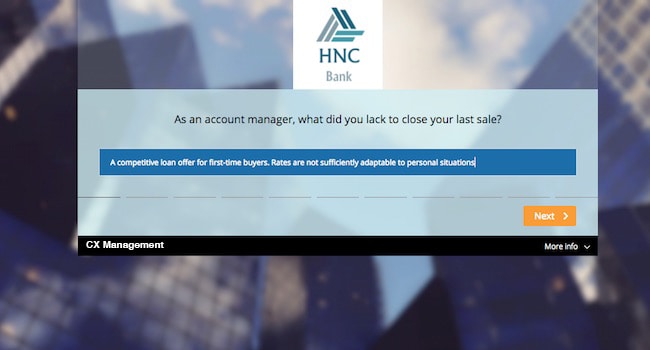 HNC
Bank
As an account manager, what did you lack to close your last sale?
A competitive loan offer for first-time buyers. Rates are not sufficiently adaptable to personal situations
Next
CX Management
More info